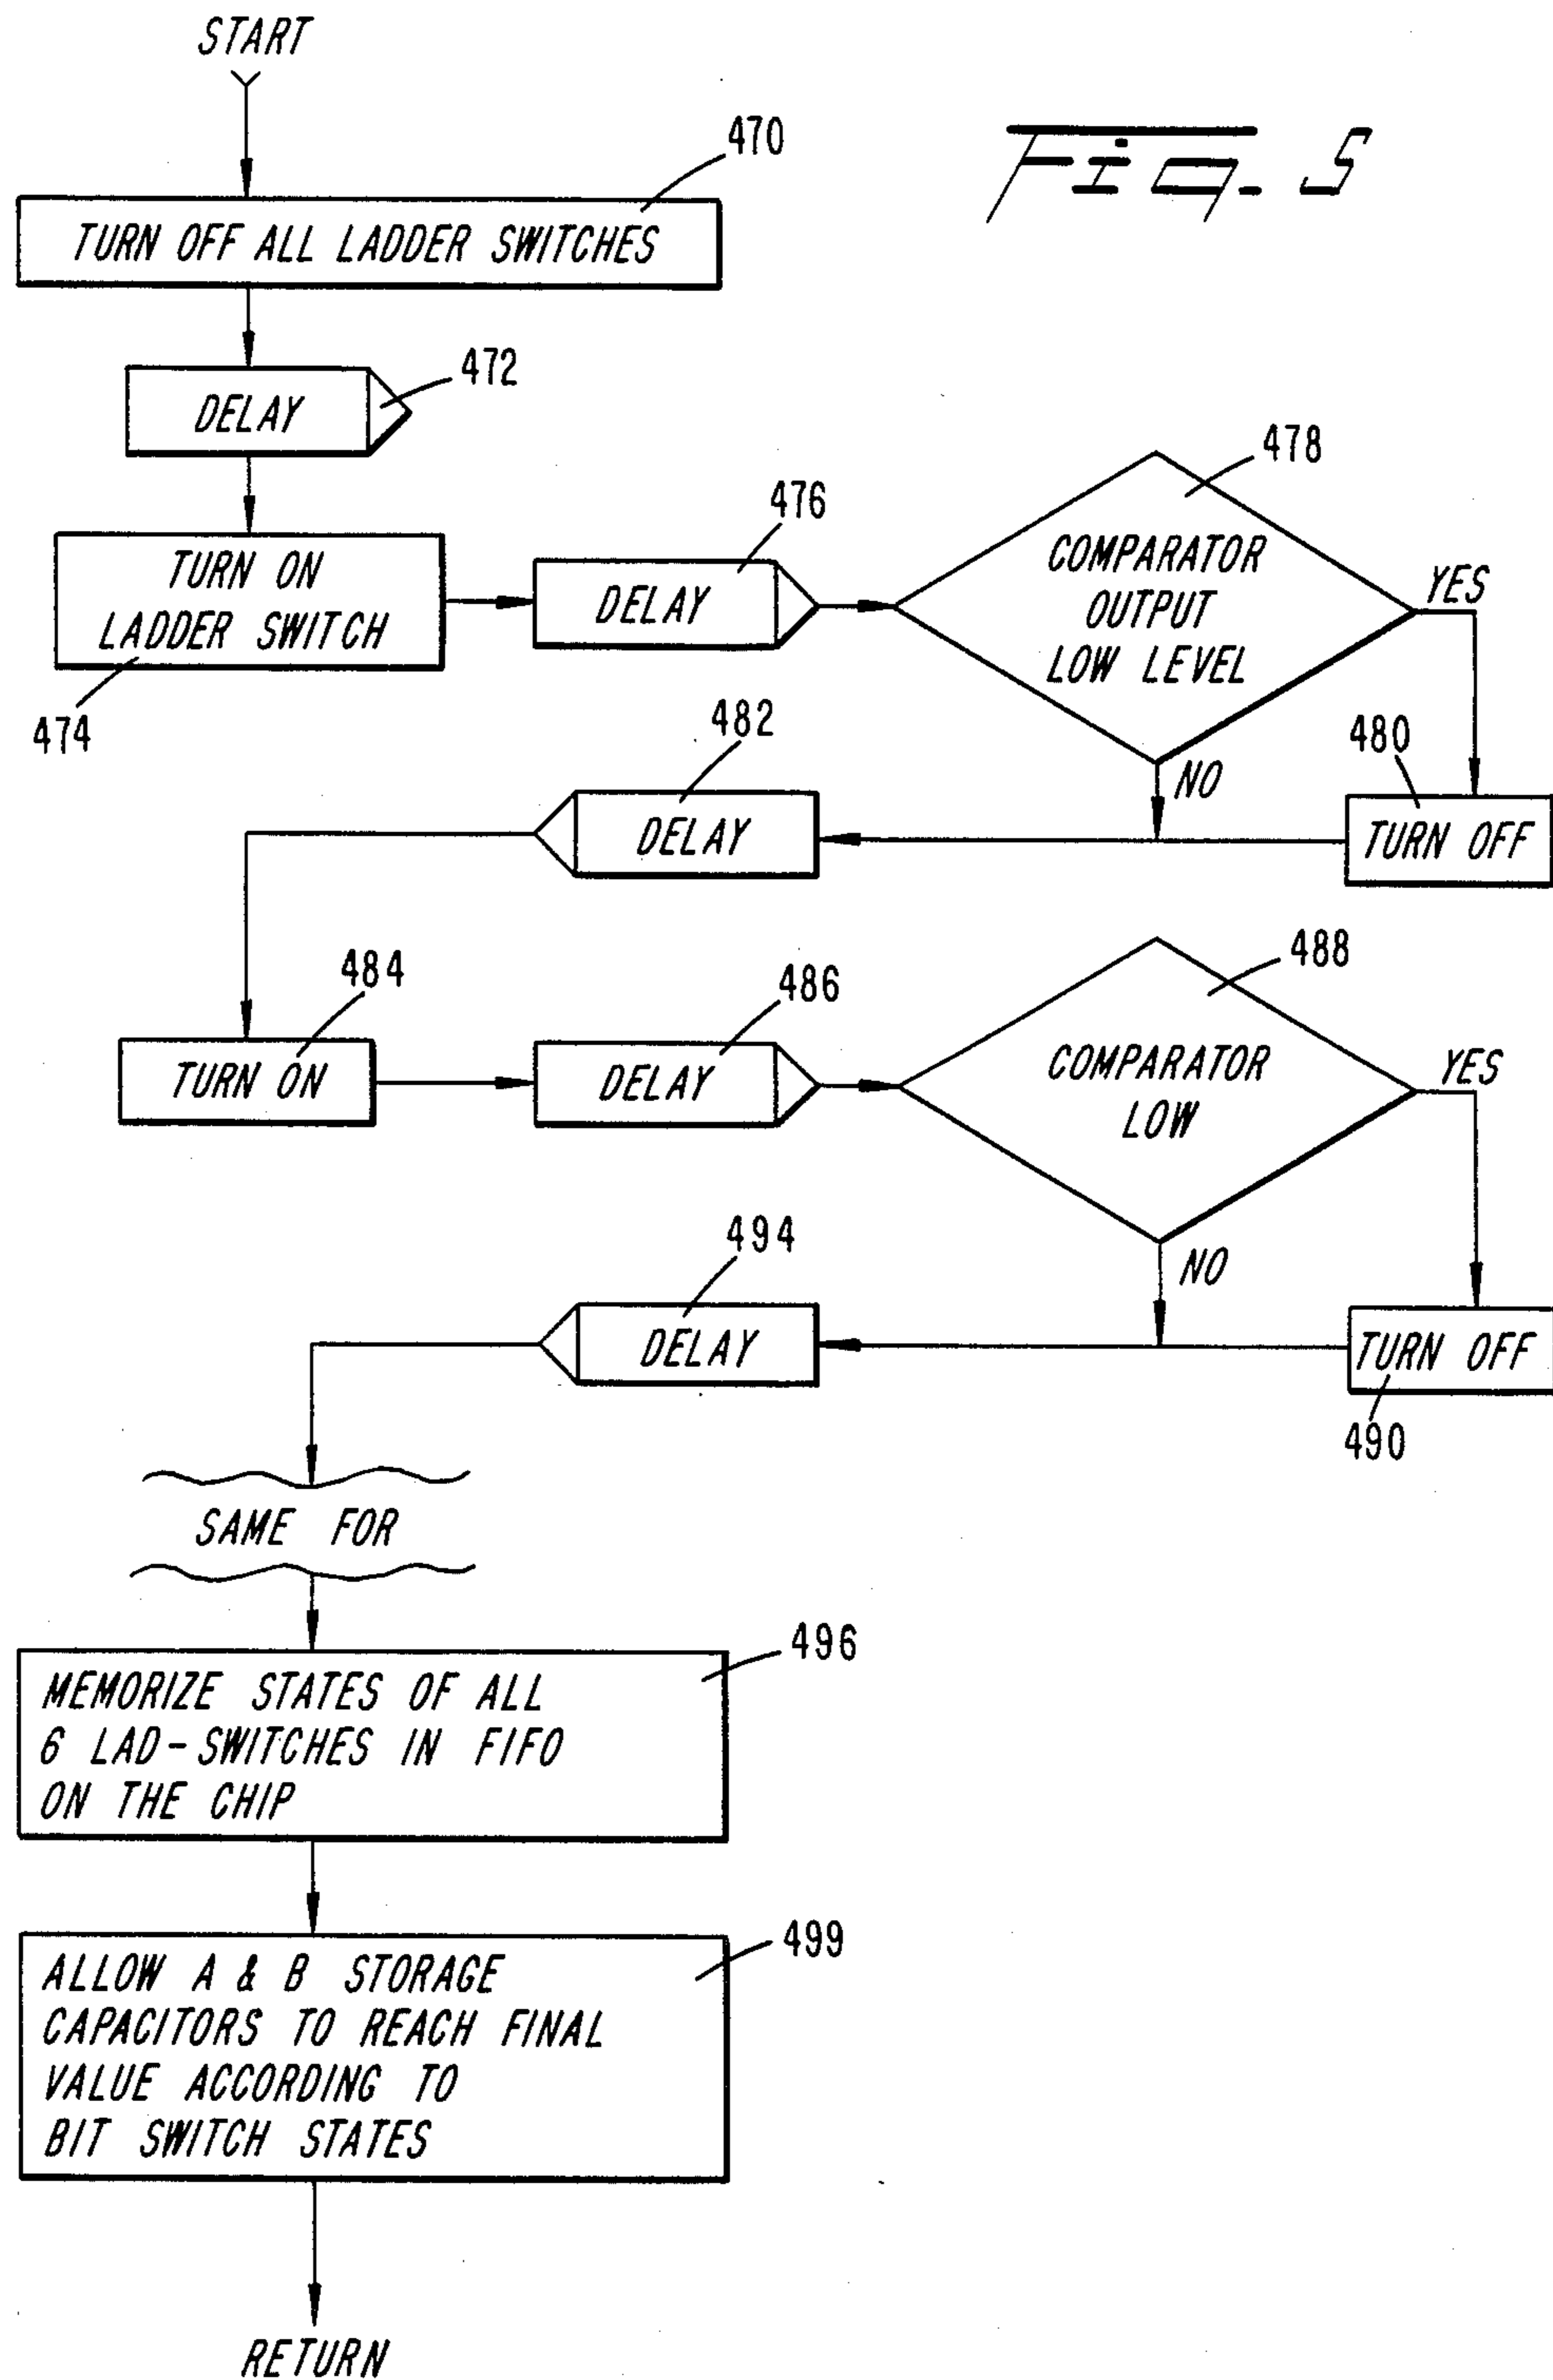 START
Fig. 5
470
TURN OFF ALL LADDER SWITCHES
472
DELAY
474
TURN ON
LADDER SWITCH
476
DELAY
478
COMPARATOR
OUTPUT
LOW LEVEL
YES
NO
480
TURN OFF
482
DELAY
484
TURN ON
486
DELAY
488
COMPARATOR
LOW
YES
NO
490
TURN OFF
494
DELAY
SAME FOR
496
MEMORIZE STATES OF ALL
6 LAD-SWITCHES IN FIFO
ON THE CHIP
499
ALLOW A & B STORAGE
CAPACITORS TO REACH FINAL
VALUE ACCORDING TO
BIT SWITCH STATES
RETURN